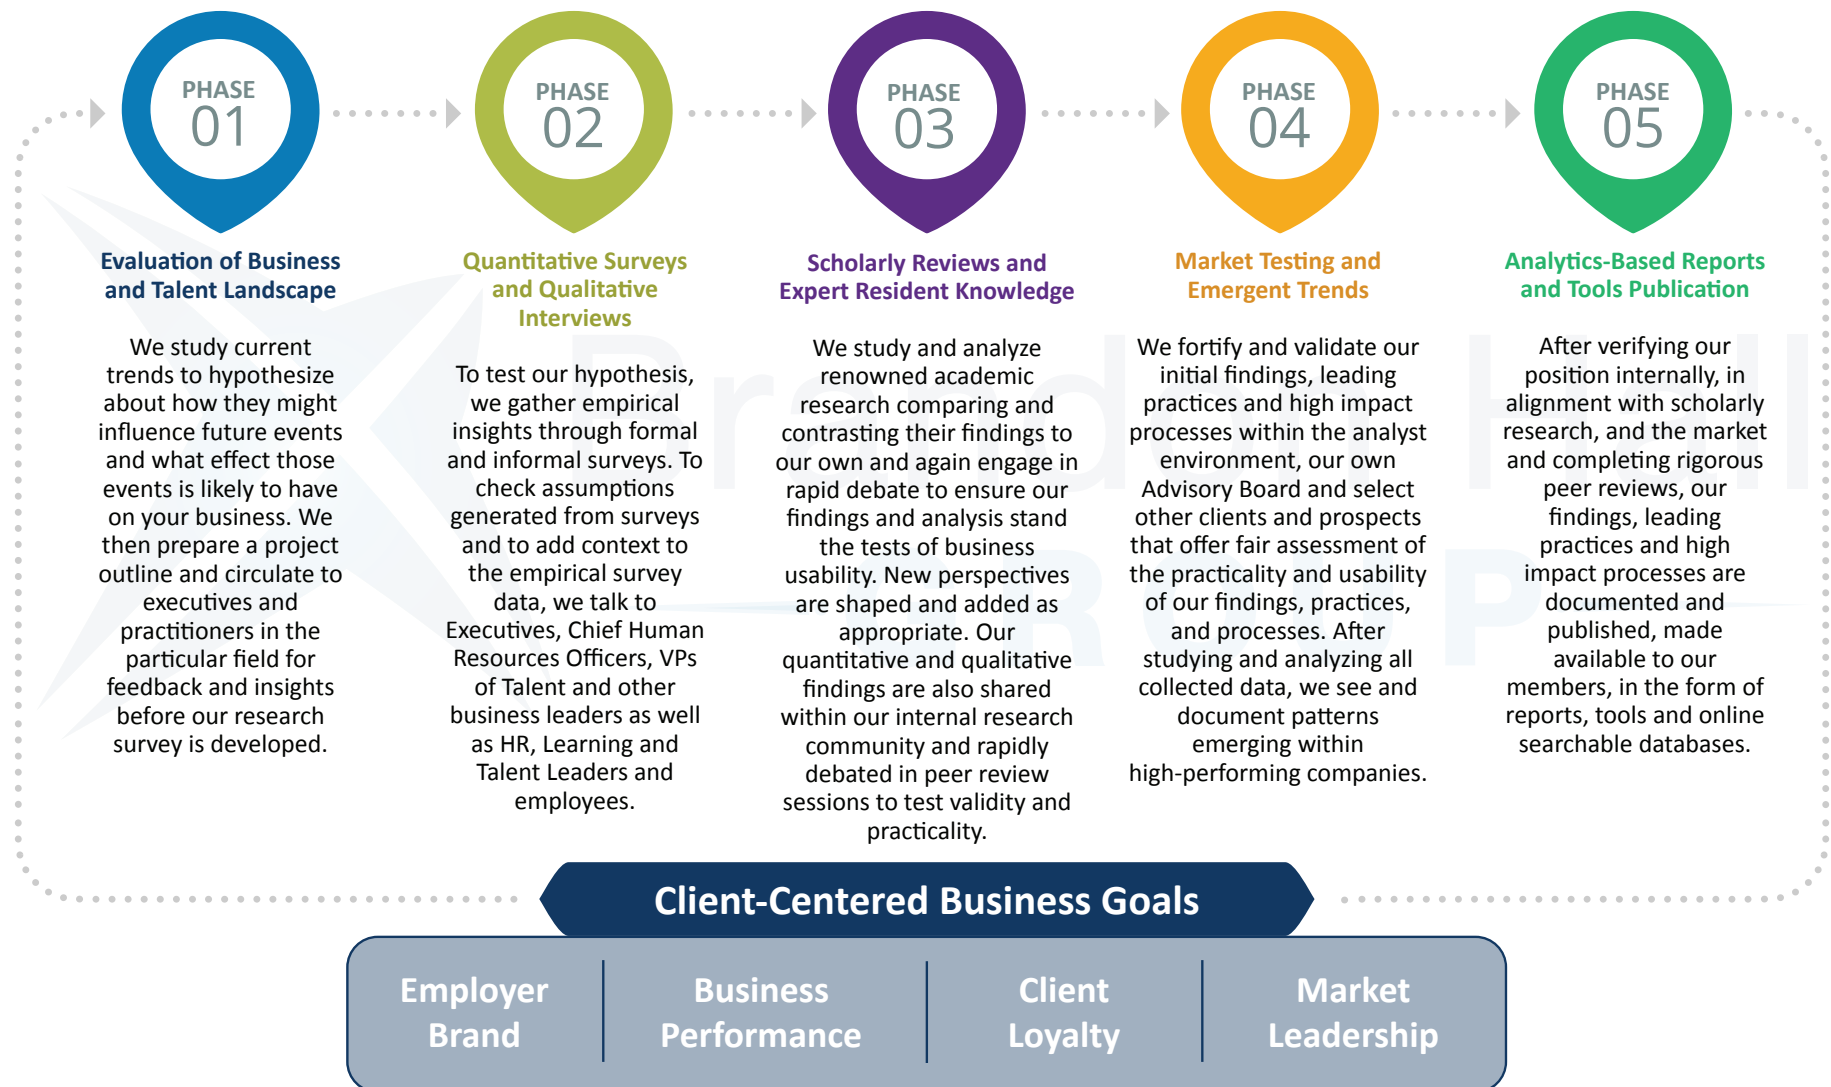 PHASE
01
Evaluation of Business
and Talent Landscape
We study current
trends to hypothesize
about how they might
influence future events
and what effect those
events is likely to have
on your business. We
then prepare a project
outline and circulate to
executives and
practitioners in the
particular field for
feedback and insights
before our research
survey is developed.
PHASE
02
Quantitative Surveys
and Qualitative
Interviews
To test our hypothesis,
we gather empirical
insights through formal
and informal surveys. To
check assumptions
generated from surveys
and to add context to
the empirical survey
data, we talk to
Executives, Chief Human
Resources Officers, VPs
of Talent and other
business leaders as well
as HR, Learning and
Talent Leaders and
employees.
PHASE
03
Scholarly Reviews and
Expert Resident Knowledge
We study and analyze
renowned academic
research comparing and
contrasting their findings to
our own and again engage in
rapid debate to ensure our
findings and analysis stand
the tests of business
usability. New perspectives
are shaped and added as
appropriate. Our
quantitative and qualitative
findings are also shared
within our internal research
community and rapidly
debated in peer review
sessions to test validity and
practicality.
PHASE
04
Market Testing and
Emergent Trends
We fortify and validate our
initial findings, leading
practices and high impact
processes within the analyst
environment, our own
Advisory Board and select
other clients and prospects
that offer fair assessment of
the practicality and usability
of our findings, practices,
and processes. After
studying and analyzing all
collected data, we see and
document patterns
emerging within
high-performing companies.
PHASE
05
Analytics-Based Reports
and Tools Publication
After verifying our
position internally, in
alignment with scholarly
research, and the market
and completing rigorous
peer reviews, our
findings, leading
practices and high
impact processes are
documented and
published, made
available to our
members, in the form of
reports, tools and online
searchable databases.
Brandon Hall
GROUP
Client-Centered Business Goals
Employer
Brand
Business
Performance
Client
Loyalty
Market
Leadership